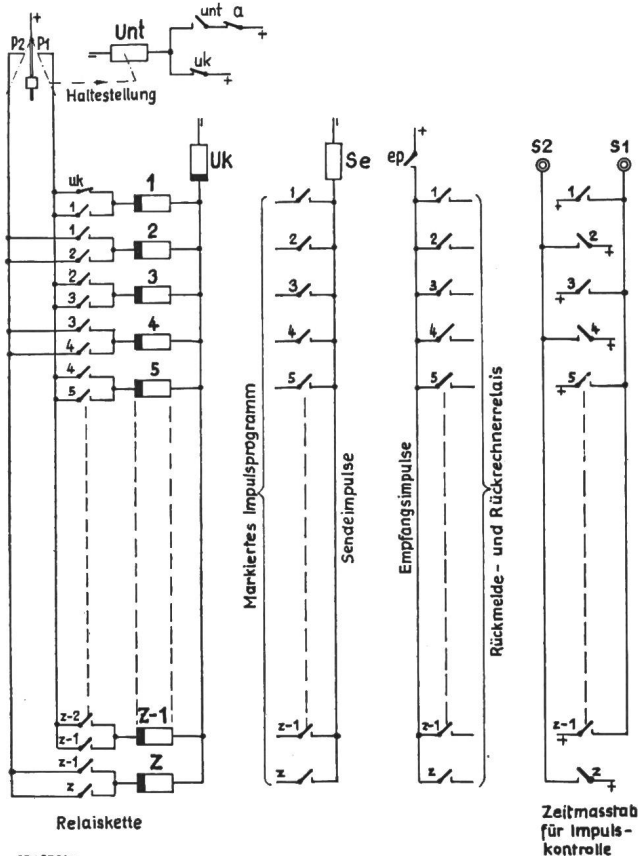 +
P2 P1
Haltestellung
Unt
–
unt a
+
uk
+
Uk
Se
+
ep
S2 S1
uk
1
1
1
2
2
2
3
3
3
4
4
4
5
5
z-2
z-1
Z-1
z-1
z
Z
Relaiskette
Markiertes Impulsprogramm
1
2
3
4
5
z-1
z
Sendeimpulse
Empfangsimpulse
1
2
3
4
5
z-1
z
Rückmelde- und Rückrechnerrelais
1
+
2
+
3
+
4
+
5
+
z-1
+
z
+
Zeitmasstab
für Impuls-
kontrolle